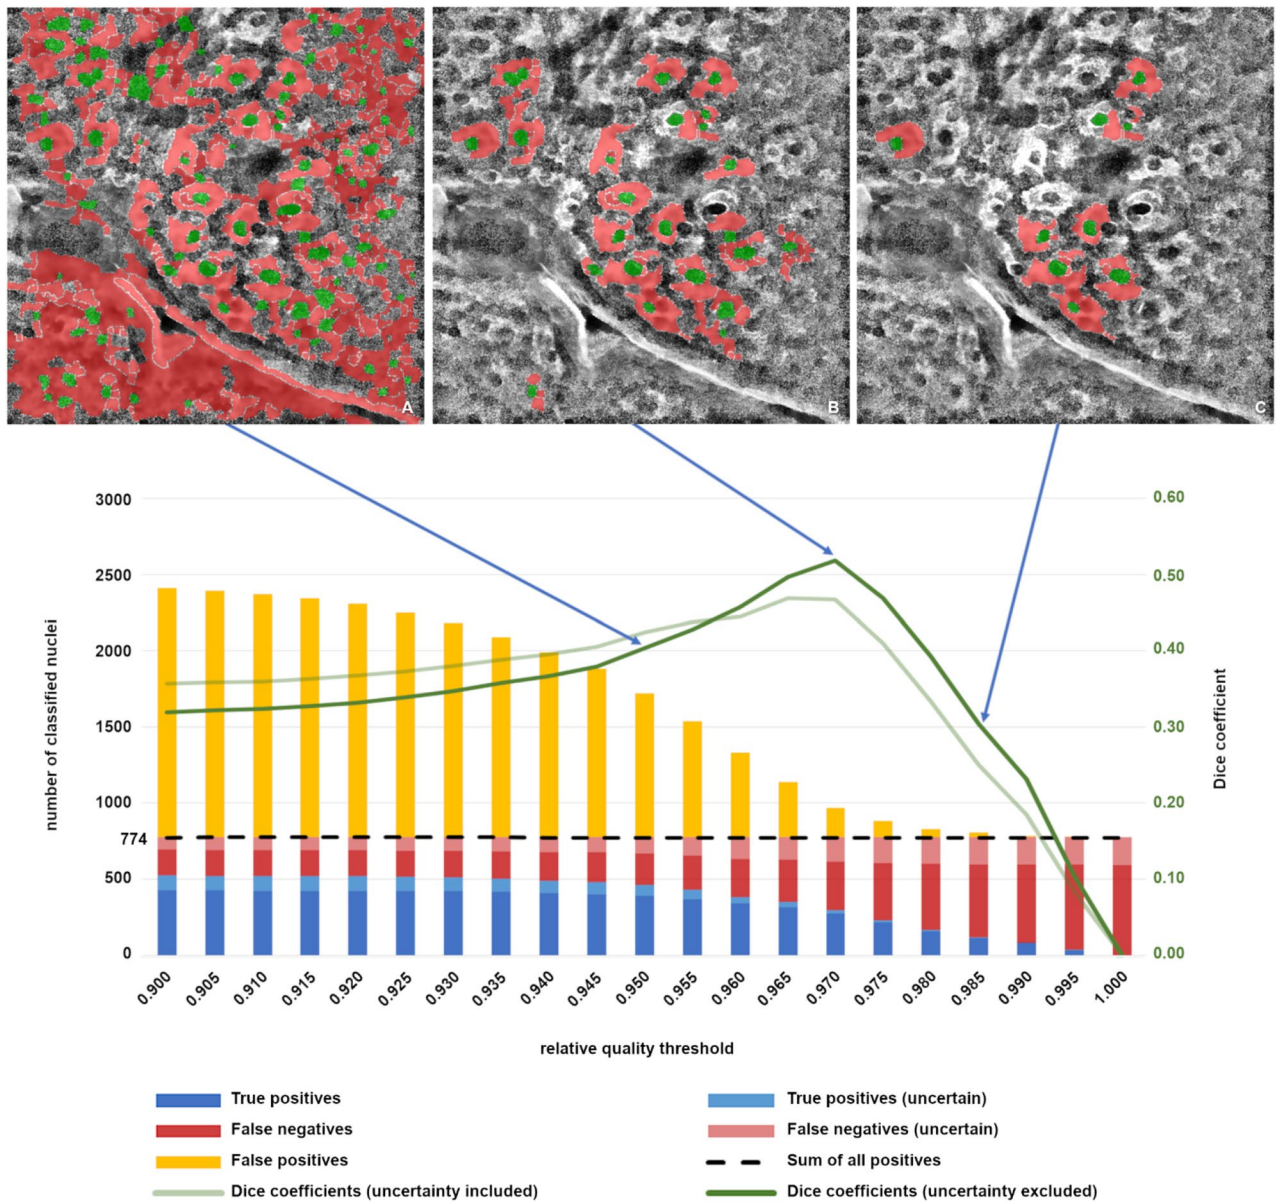 A
B
C
3000
2500
2000
1500
1000
774
500
0
number of classified nuclei
0.60
0.50
0.40
0.30
0.20
0.10
0.00
Dice coefficient
0.900 0.905 0.910 0.915 0.920 0.925 0.930 0.935 0.940 0.945 0.950 0.955 0.960 0.965 0.970 0.975 0.980 0.985 0.990 0.995 1.000
relative quality threshold
True positives
True positives (uncertain)
False negatives
False negatives (uncertain)
False positives
Sum of all positives
Dice coefficients (uncertainty included)
Dice coefficients (uncertainty excluded)